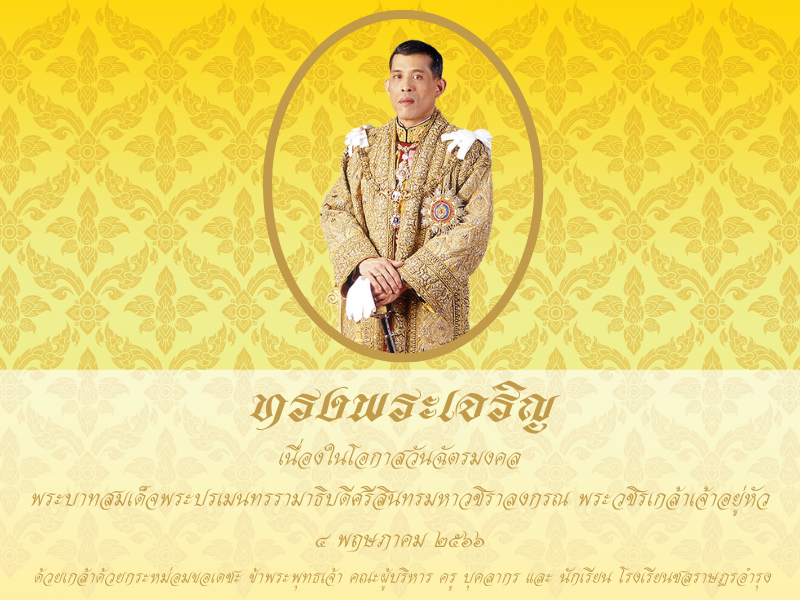 ทรงพระเจริญ
เนื่องในโอกาสวันฉัตรมงคล
พระบาทสมเด็จพระปรเมนทรรามาธิบดีศรีสินทรมหาวชิราลงกรณ พระวชิรเกล้าเจ้าอยู่หัว
๔ พฤษภาคม ๒๕๖๖
ด้วยเกล้าด้วยกระหม่อมขอเดชะ ข้าพระพุทธเจ้า คณะผู้บริหาร ครู บุคลากร และ นักเรียน โรงเรียนชลราษฎรอำรุง